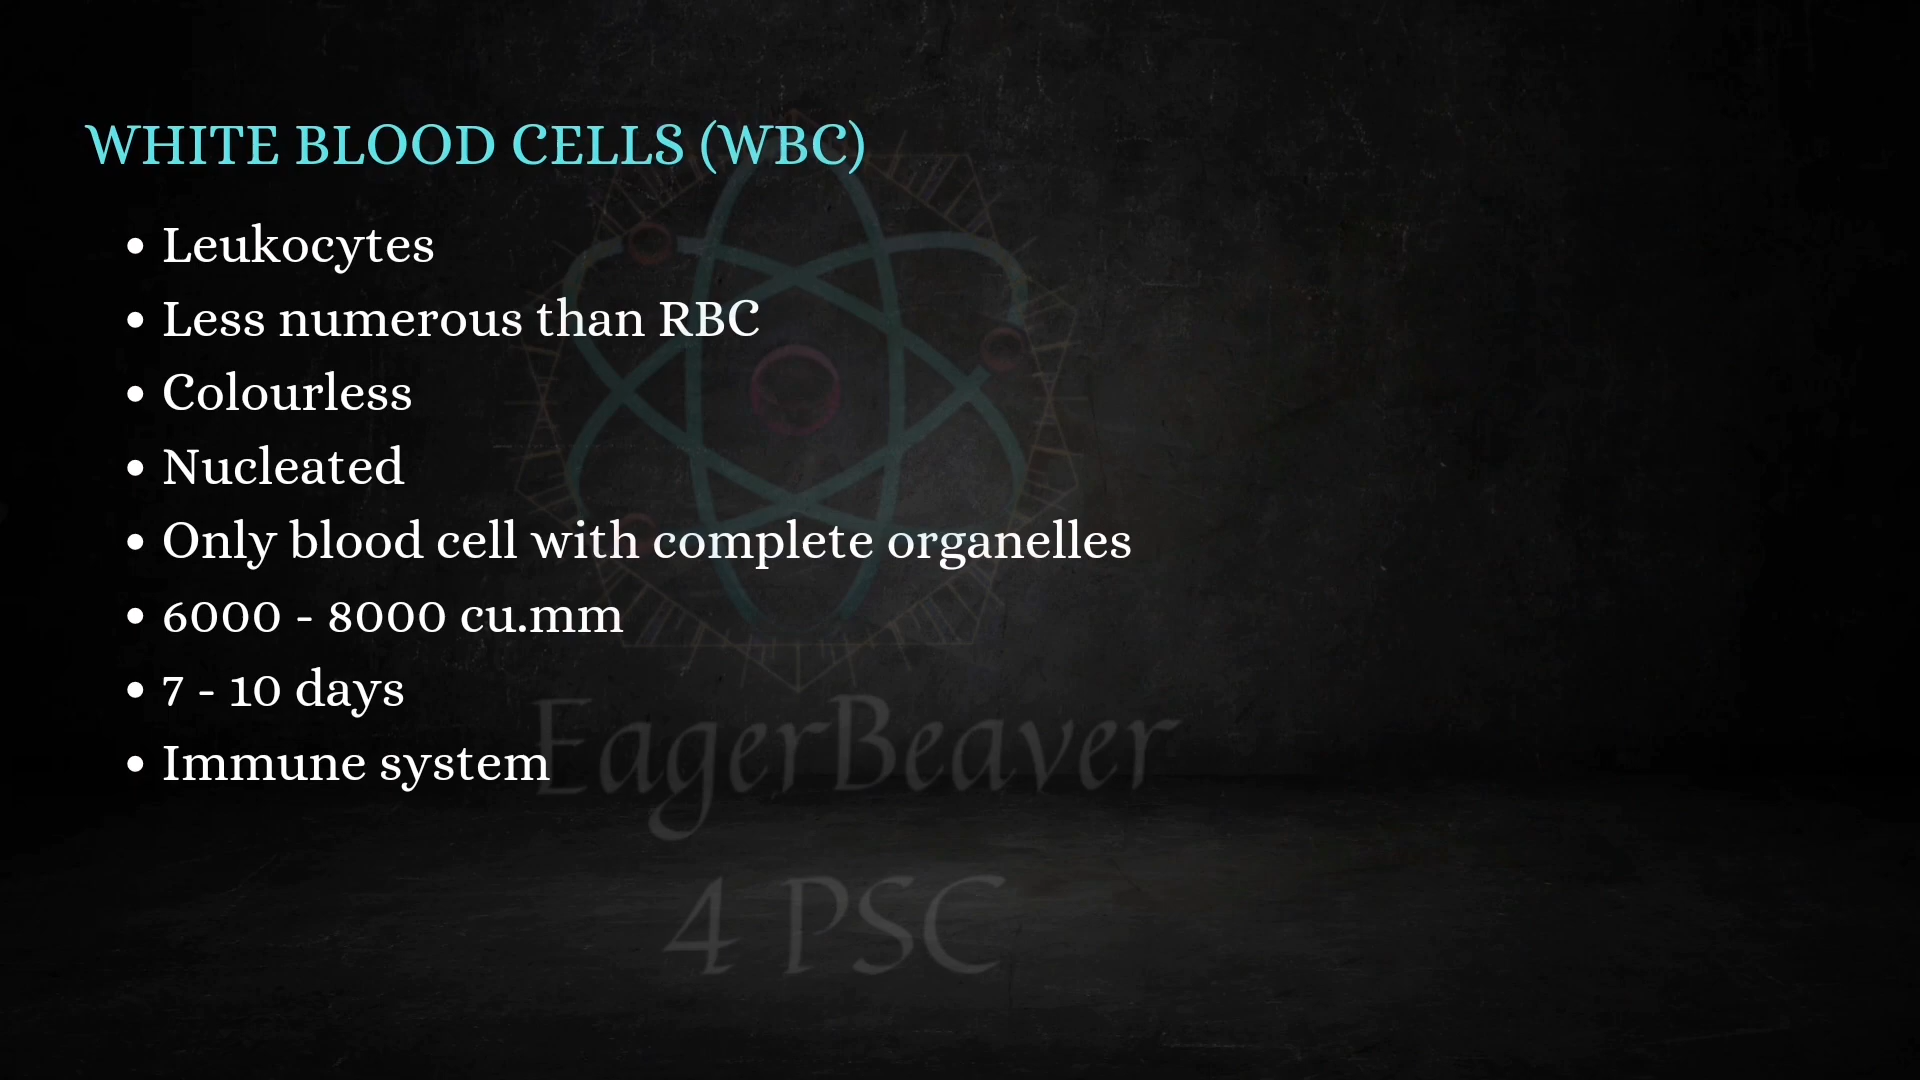 WHITE BLOOD CELLS (WBC)
• Leukocytes
• Less numerous than RBC
• Colourless
• Nucleated
• Only blood cell with complete organelles
• 6000 - 8000 cu.mm
• 7 - 10 days
• Immune system
EagerBeaver
4 PSC